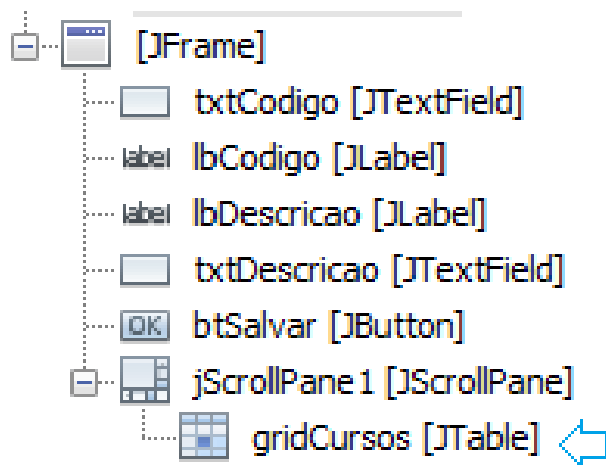 [JFrame]
txtCodigo [JTextField]
label lbCodigo [JLabel]
label lbDescricao [JLabel]
txtDescricao [JTextField]
OK btSalvar [JButton]
jScrollPane1 [JScrollPane]
gridCursos [JTable]